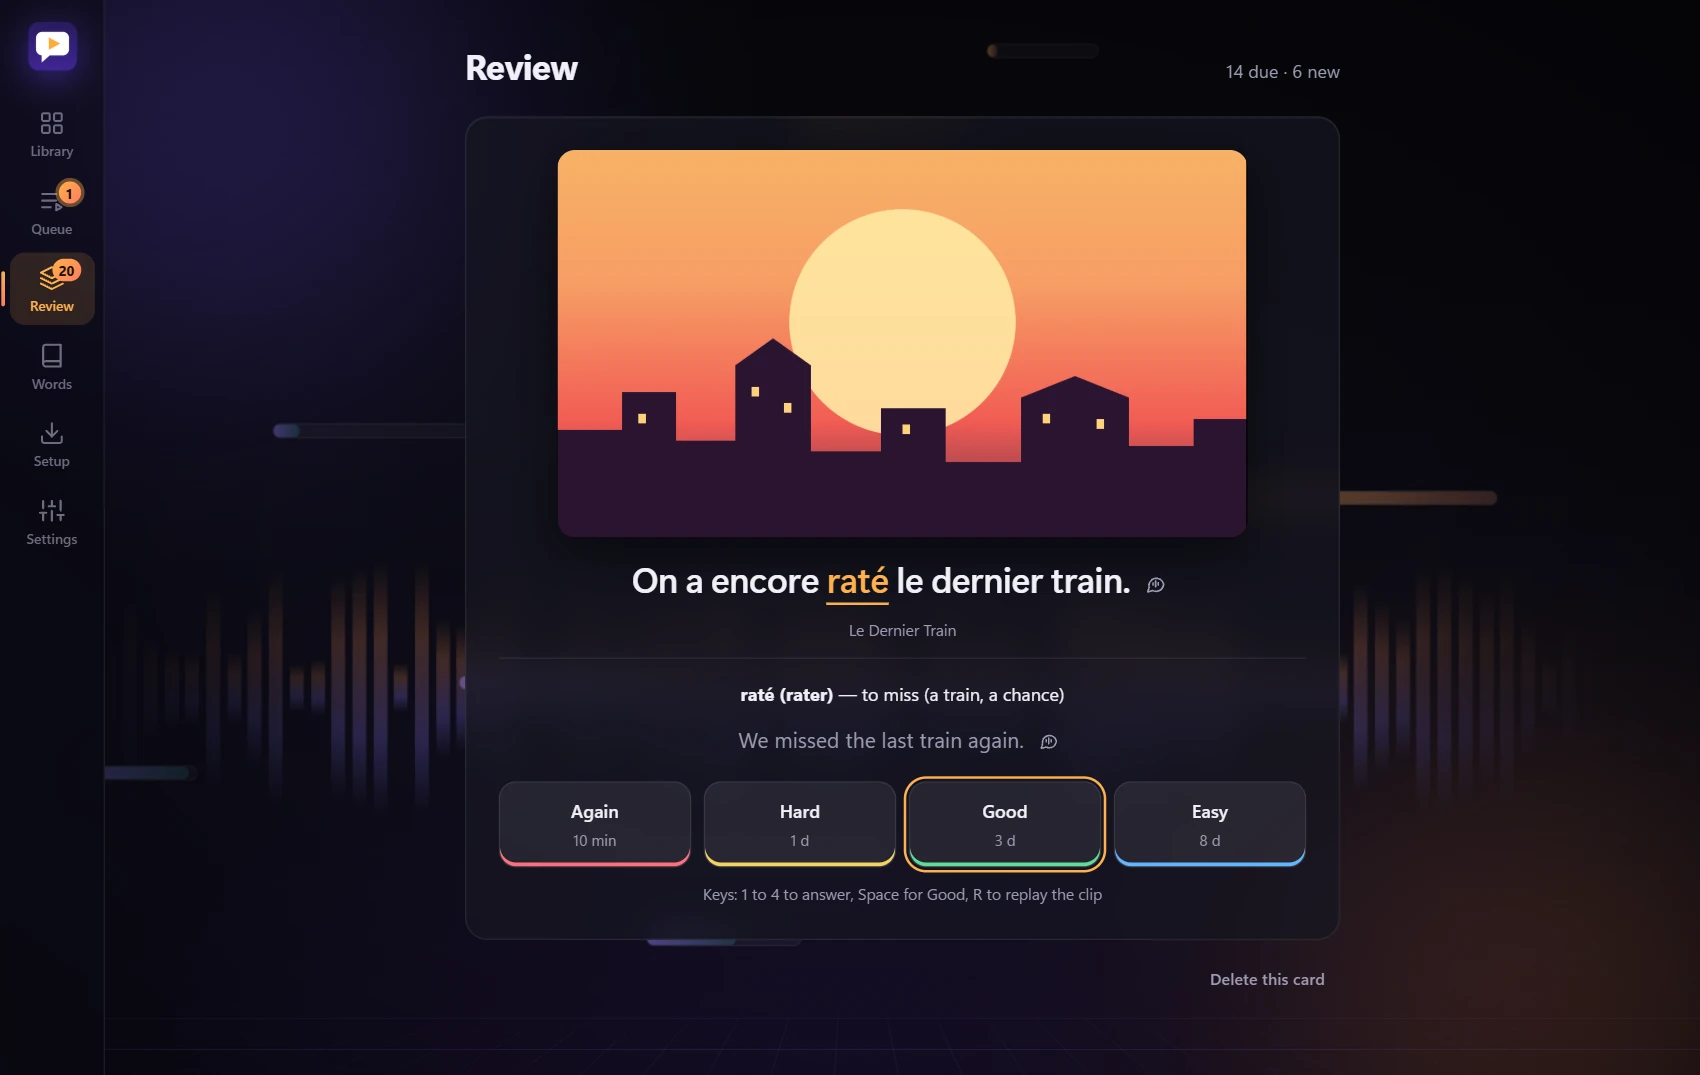 Review
14 due · 6 new
Library
1
Queue
20
Review
Words
Setup
Settings
On a encore raté le dernier train.
Le Dernier Train
raté (rater) — to miss (a train, a chance)
We missed the last train again.
Again
10 min
Hard
1 d
Good
3 d
Easy
8 d
Keys: 1 to 4 to answer, Space for Good, R to replay the clip
Delete this card